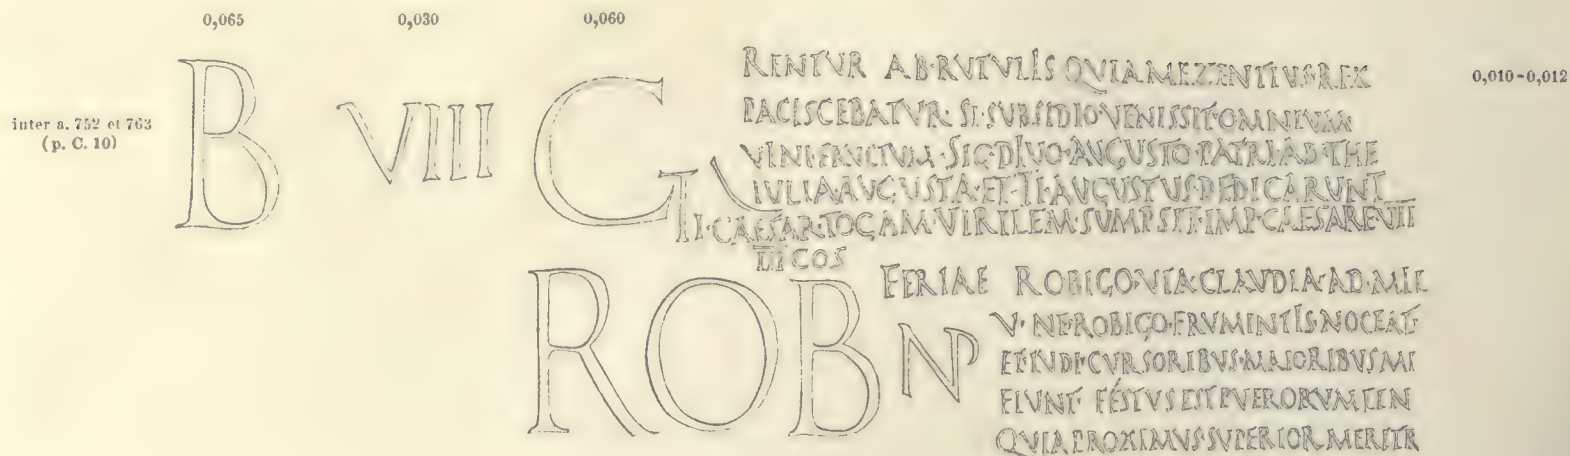 0,065 0,030 0,060
0,010-0,012
inter a. 752 et 763
(p. C. 10)
B VIII G
RENTVR AB·RVTVLIS QVIA·MEZENTIVS·REX
PACISCEBATVR· SI·SVBSIDIO·VENISSET·OMNIVM
VINI·FRVCTVM·SIG·DIVO·AVGVSTO·PATRI·AD·THE
IVLIA·AVGVSTA·ET·TI·AVGVSTVS·DEDICARVNT
TI·CAESAR·TOGAM·VIRILEM·SVMPSIT·IMP·CAESARE·VII
COS
ROB NP
FERIAE ROBIGO·VIA·CLAVDIA·AD·MIL
V· NE·ROBIGO·FRVMENTIS·NOCEAT·
ET·LVDI·CVRSORIBVS·MAIORIBVS·MI
FIVNT· FÉSTVS EST PVERORVM LEN
QVIA PROXIMVS·SVPERIOR·MERETR